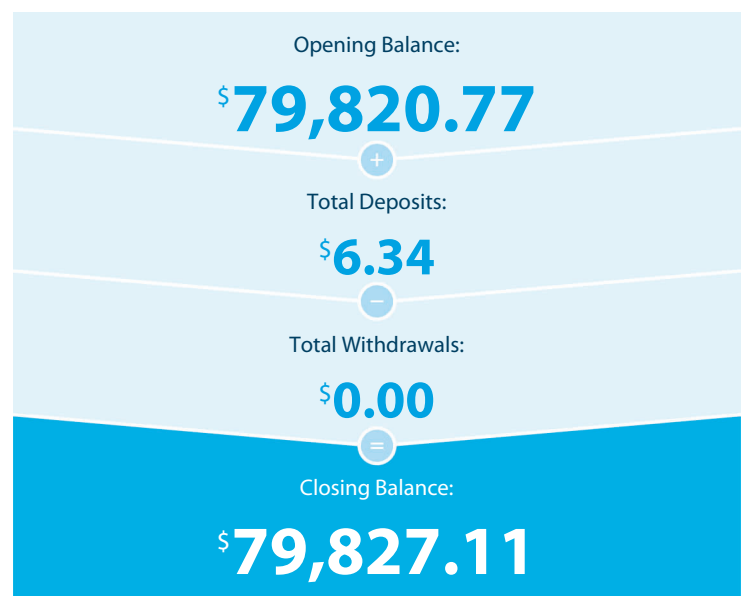 Opening Balance:
$79,820.77
+
Total Deposits:
$6.34
−
Total Withdrawals:
$0.00
=
Closing Balance:
$79,827.11